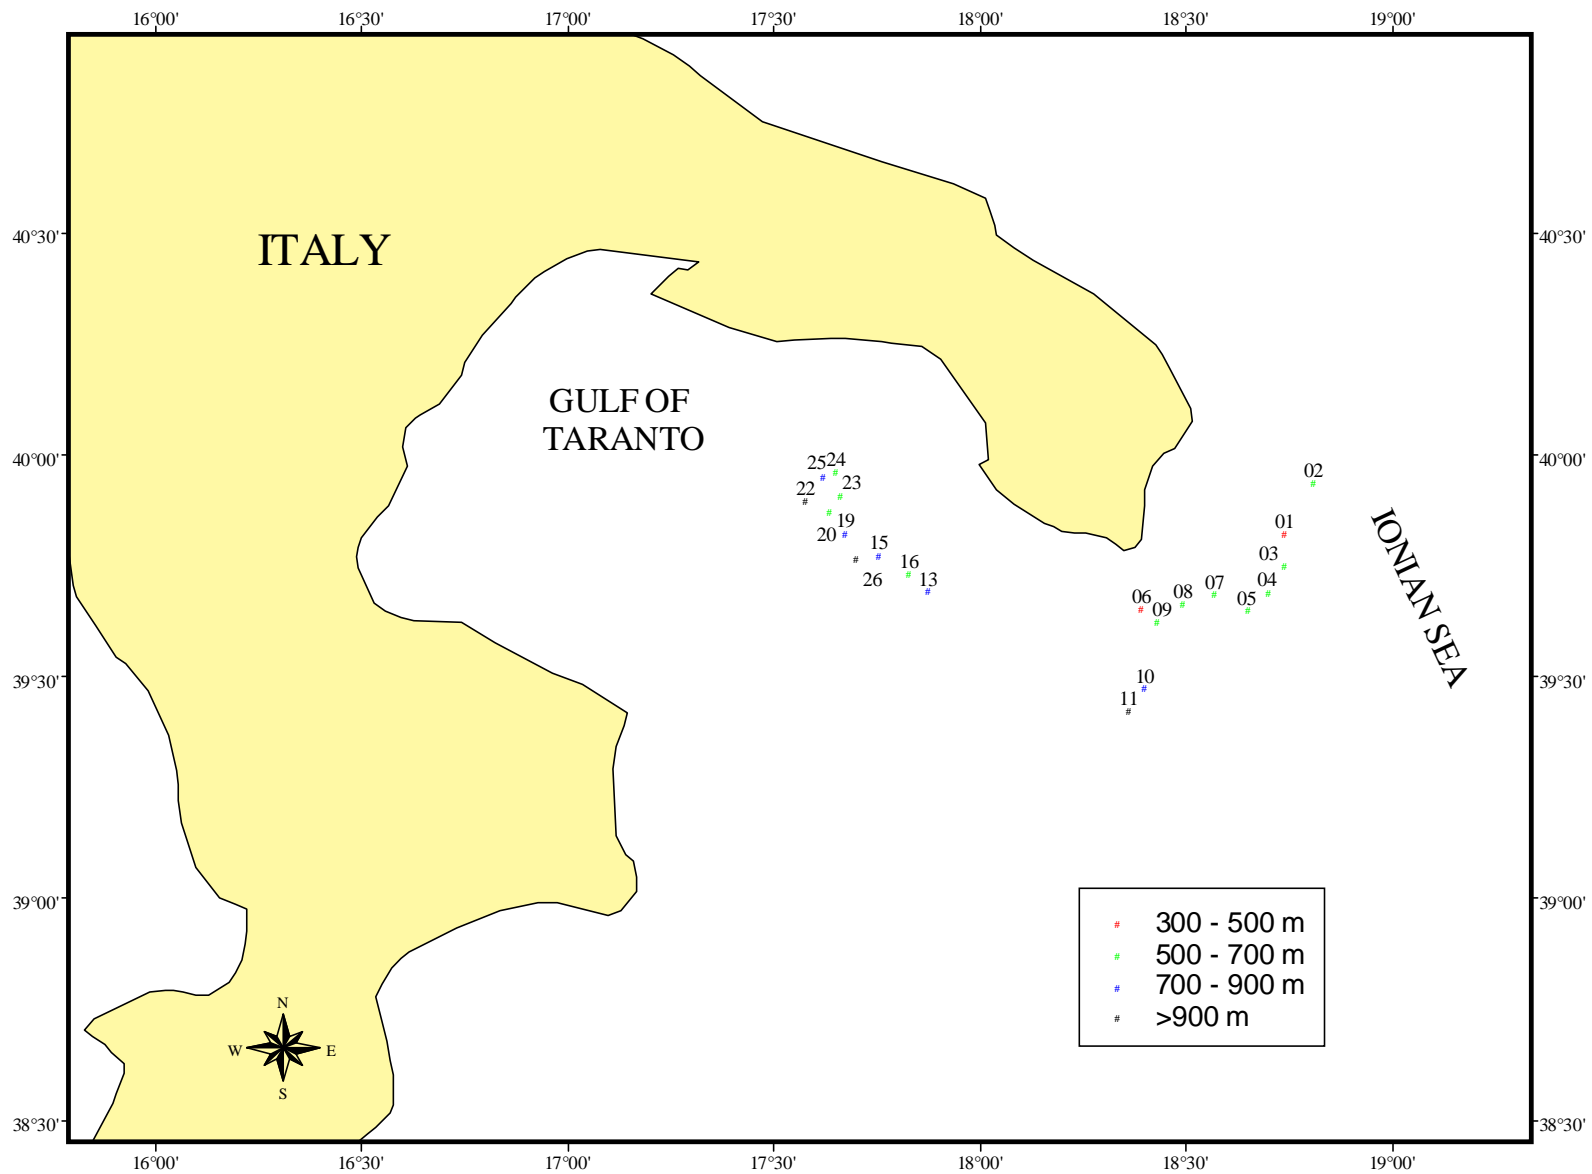 16°00' 16°30' 17°00' 17°30' 18°00' 18°30' 19°00'
40°30' 40°30'
ITALY
GULF OF
TARANTO
40°00' 40°00'
25 24
02
22 23
01
20 19
15
03
26 16 13
04
06 09 08 07 05
IONIAN SEA
39°30' 39°30'
10
11
39°00' 39°00'
# 300 - 500 m
# 500 - 700 m
# 700 - 900 m
# >900 m
N
W E
S
38°30' 38°30'
16°00' 16°30' 17°00' 17°30' 18°00' 18°30' 19°00'